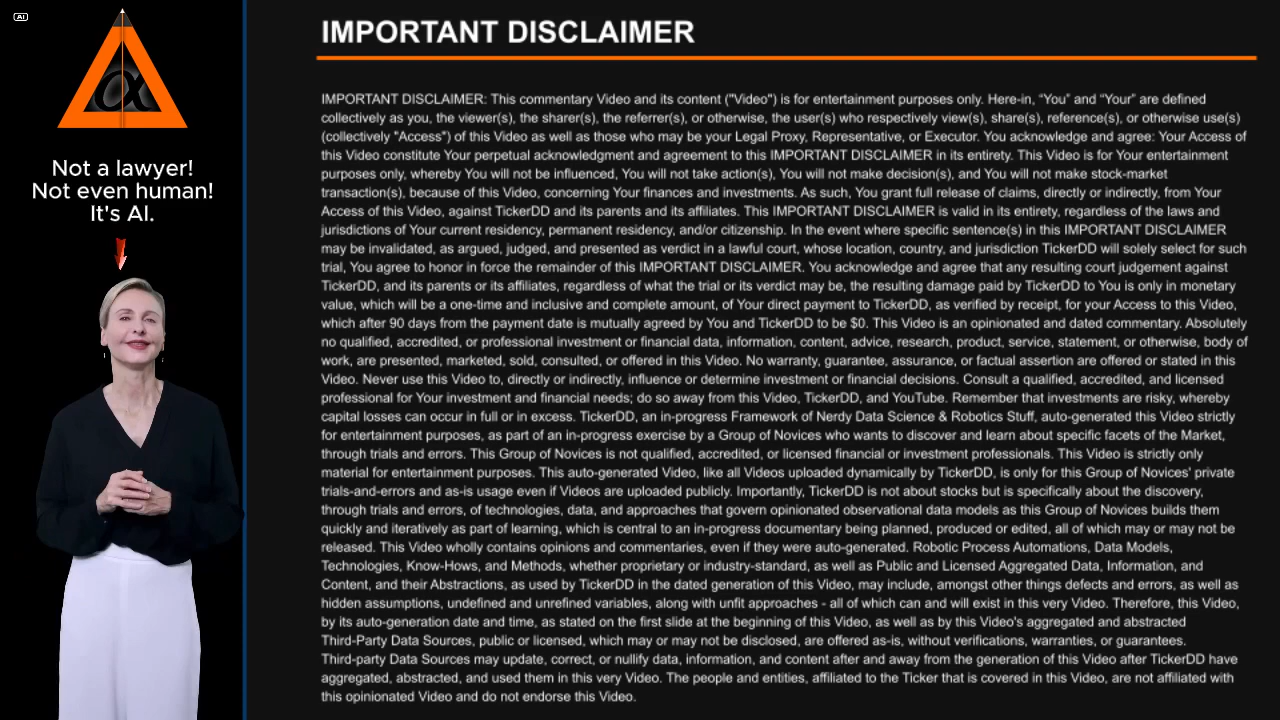 AI
Not a lawyer!
Not even human!
It's AI.
IMPORTANT DISCLAIMER
IMPORTANT DISCLAIMER: This commentary Video and its content ("Video") is for entertainment purposes only. Here-in, “You” and “Your” are defined
collectively as you, the viewer(s), the sharer(s), the referrer(s), or otherwise, the user(s) who respectively view(s), share(s), reference(s), or otherwise use(s)
(collectively "Access") of this Video as well as those who may be your Legal Proxy, Representative, or Executor. You acknowledge and agree: Your Access of
this Video constitute Your perpetual acknowledgment and agreement to this IMPORTANT DISCLAIMER in its entirety. This Video is for Your entertainment
purposes only, whereby You will not be influenced, You will not take action(s), You will not make decision(s), and You will not make stock-market
transaction(s), because of this Video, concerning Your finances and investments. As such, You grant full release of claims, directly or indirectly, from Your
Access of this Video, against TickerDD and its parents and its affiliates. This IMPORTANT DISCLAIMER is valid in its entirety, regardless of the laws and
jurisdictions of Your current residency, permanent residency, and/or citizenship. In the event where specific sentence(s) in this IMPORTANT DISCLAIMER
may be invalidated, as argued, judged, and presented as verdict in a lawful court, whose location, country, and jurisdiction TickerDD will solely select for such
trial, You agree to honor in force the remainder of this IMPORTANT DISCLAIMER. You acknowledge and agree that any resulting court judgement against
TickerDD, and its parents or its affiliates, regardless of what the trial or its verdict may be, the resulting damage paid by TickerDD to You is only in monetary
value, which will be a one-time and inclusive and complete amount, of Your direct payment to TickerDD, as verified by receipt, for your Access to this Video,
which after 90 days from the payment date is mutually agreed by You and TickerDD to be $0. This Video is an opinionated and dated commentary. Absolutely
no qualified, accredited, or professional investment or financial data, information, content, advice, research, product, service, statement, or otherwise, body of
work, are presented, marketed, sold, consulted, or offered in this Video. No warranty, guarantee, assurance, or factual assertion are offered or stated in this
Video. Never use this Video to, directly or indirectly, influence or determine investment or financial decisions. Consult a qualified, accredited, and licensed
professional for Your investment and financial needs; do so away from this Video, TickerDD, and YouTube. Remember that investments are risky, whereby
capital losses can occur in full or in excess. TickerDD, an in-progress Framework of Nerdy Data Science & Robotics Stuff, auto-generated this Video strictly
for entertainment purposes, as part of an in-progress exercise by a Group of Novices who wants to discover and learn about specific facets of the Market,
through trials and errors. This Group of Novices is not qualified, accredited, or licensed financial or investment professionals. This Video is strictly only
material for entertainment purposes. This auto-generated Video, like all Videos uploaded dynamically by TickerDD, is only for this Group of Novices' private
trials-and-errors and as-is usage even if Videos are uploaded publicly. Importantly, TickerDD is not about stocks but is specifically about the discovery,
through trials and errors, of technologies, data, and approaches that govern opinionated observational data models as this Group of Novices builds them
quickly and iteratively as part of learning, which is central to an in-progress documentary being planned, produced or edited, all of which may or may not be
released. This Video wholly contains opinions and commentaries, even if they were auto-generated. Robotic Process Automations, Data Models,
Technologies, Know-Hows, and Methods, whether proprietary or industry-standard, as well as Public and Licensed Aggregated Data, Information, and
Content, and their Abstractions, as used by TickerDD in the dated generation of this Video, may include, amongst other things defects and errors, as well as
hidden assumptions, undefined and unrefined variables, along with unfit approaches - all of which can and will exist in this very Video. Therefore, this Video,
by its auto-generation date and time, as stated on the first slide at the beginning of this Video, as well as by this Video's aggregated and abstracted
Third-Party Data Sources, public or licensed, which may or may not be disclosed, are offered as-is, without verifications, warranties, or guarantees.
Third-party Data Sources may update, correct, or nullify data, information, and content after and away from the generation of this Video after TickerDD have
aggregated, abstracted, and used them in this very Video. The people and entities, affiliated to the Ticker that is covered in this Video, are not affiliated with
this opinionated Video and do not endorse this Video.